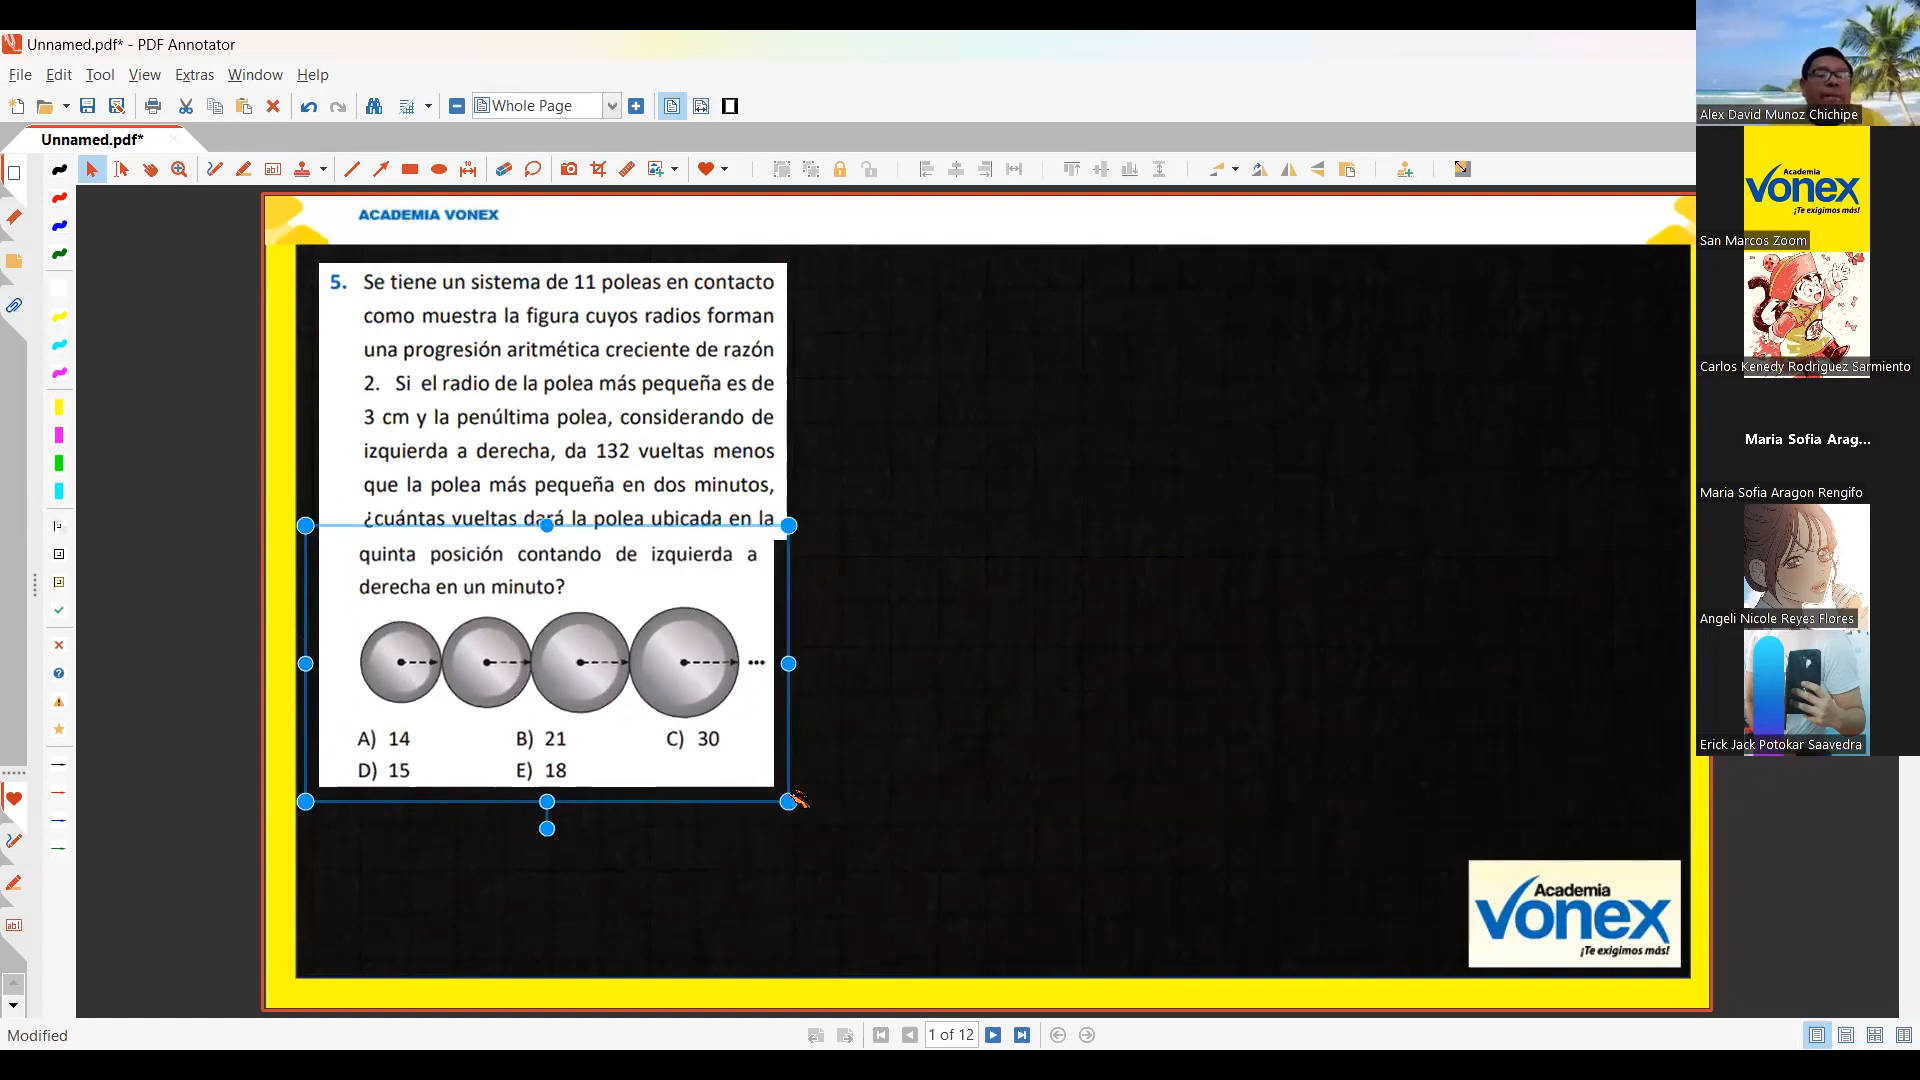 Unnamed.pdf* - PDF Annotator
File Edit Tool View Extras Window Help
Whole Page
Unnamed.pdf*
ACADEMIA VONEX
5. Se tiene un sistema de 11 poleas en contacto
como muestra la figura cuyos radios forman
una progresión aritmética creciente de razón
2. Si el radio de la polea más pequeña es de
3 cm y la penúltima polea, considerando de
izquierda a derecha, da 132 vueltas menos
que la polea más pequeña en dos minutos,
¿cuántas vueltas dará la polea ubicada en la
quinta posición contando de izquierda a
derecha en un minuto?
A) 14 B) 21 C) 30
D) 15 E) 18
Academia
vonex
¡Te exigimos más!
Modified
1 of 12
Alex David Munoz Chichipe
Academia
vonex
¡Te exigimos más!
San Marcos Zoom
Carlos Kenedy Rodriguez Sarmiento
Maria Sofia Arag...
Maria Sofia Aragon Rengifo
Angeli Nicole Reyes Flores
Erick Jack Potokar Saavedra